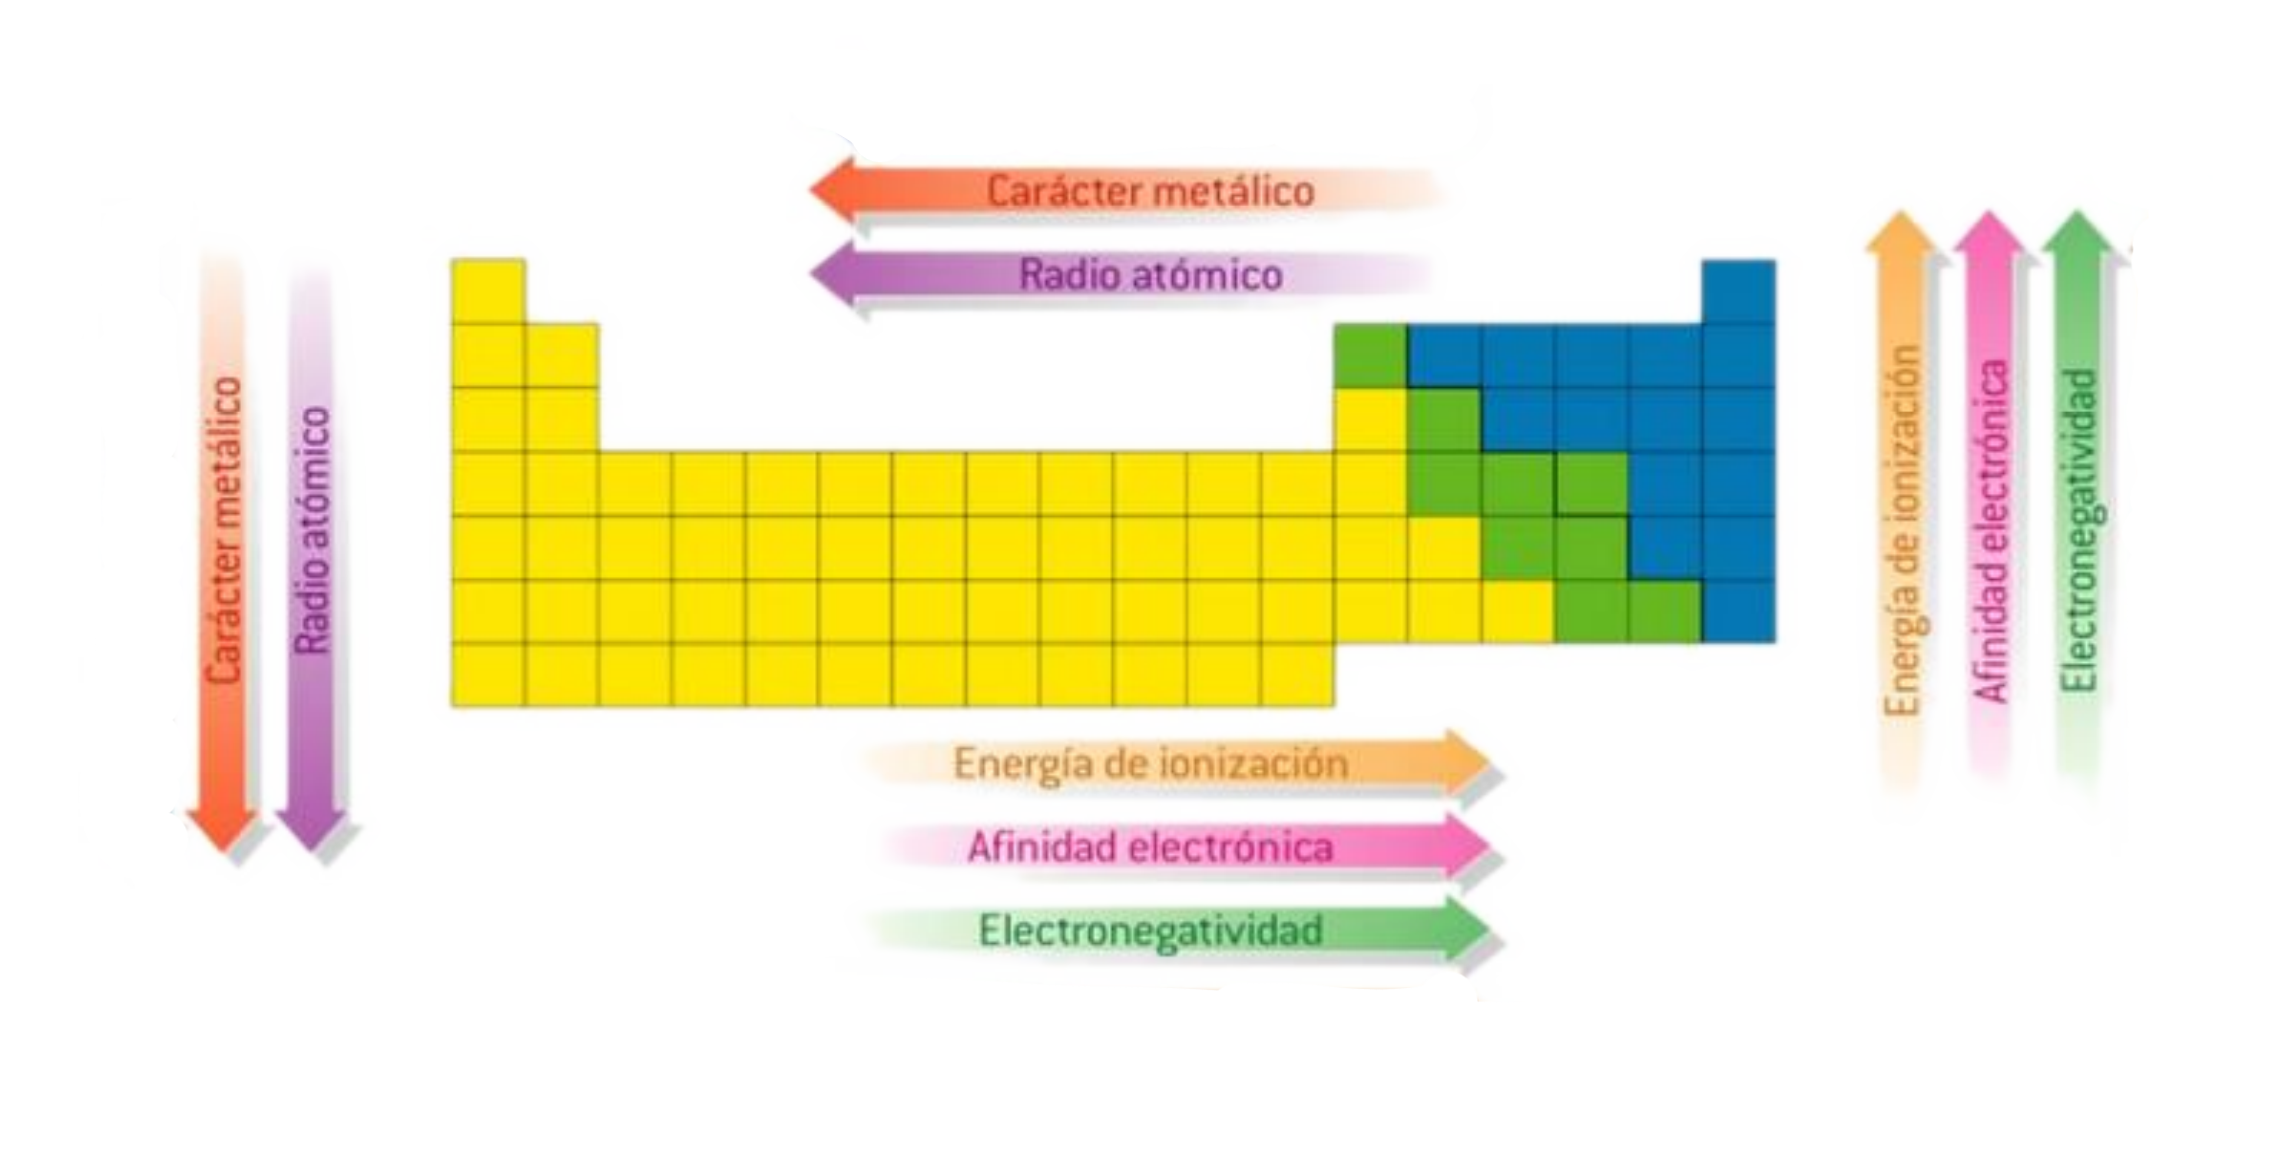 Carácter metálico
Radio atómico
Carácter metálico
Radio atómico
Energía de ionización
Afinidad electrónica
Electronegatividad
Energía de ionización
Afinidad electrónica
Electronegatividad